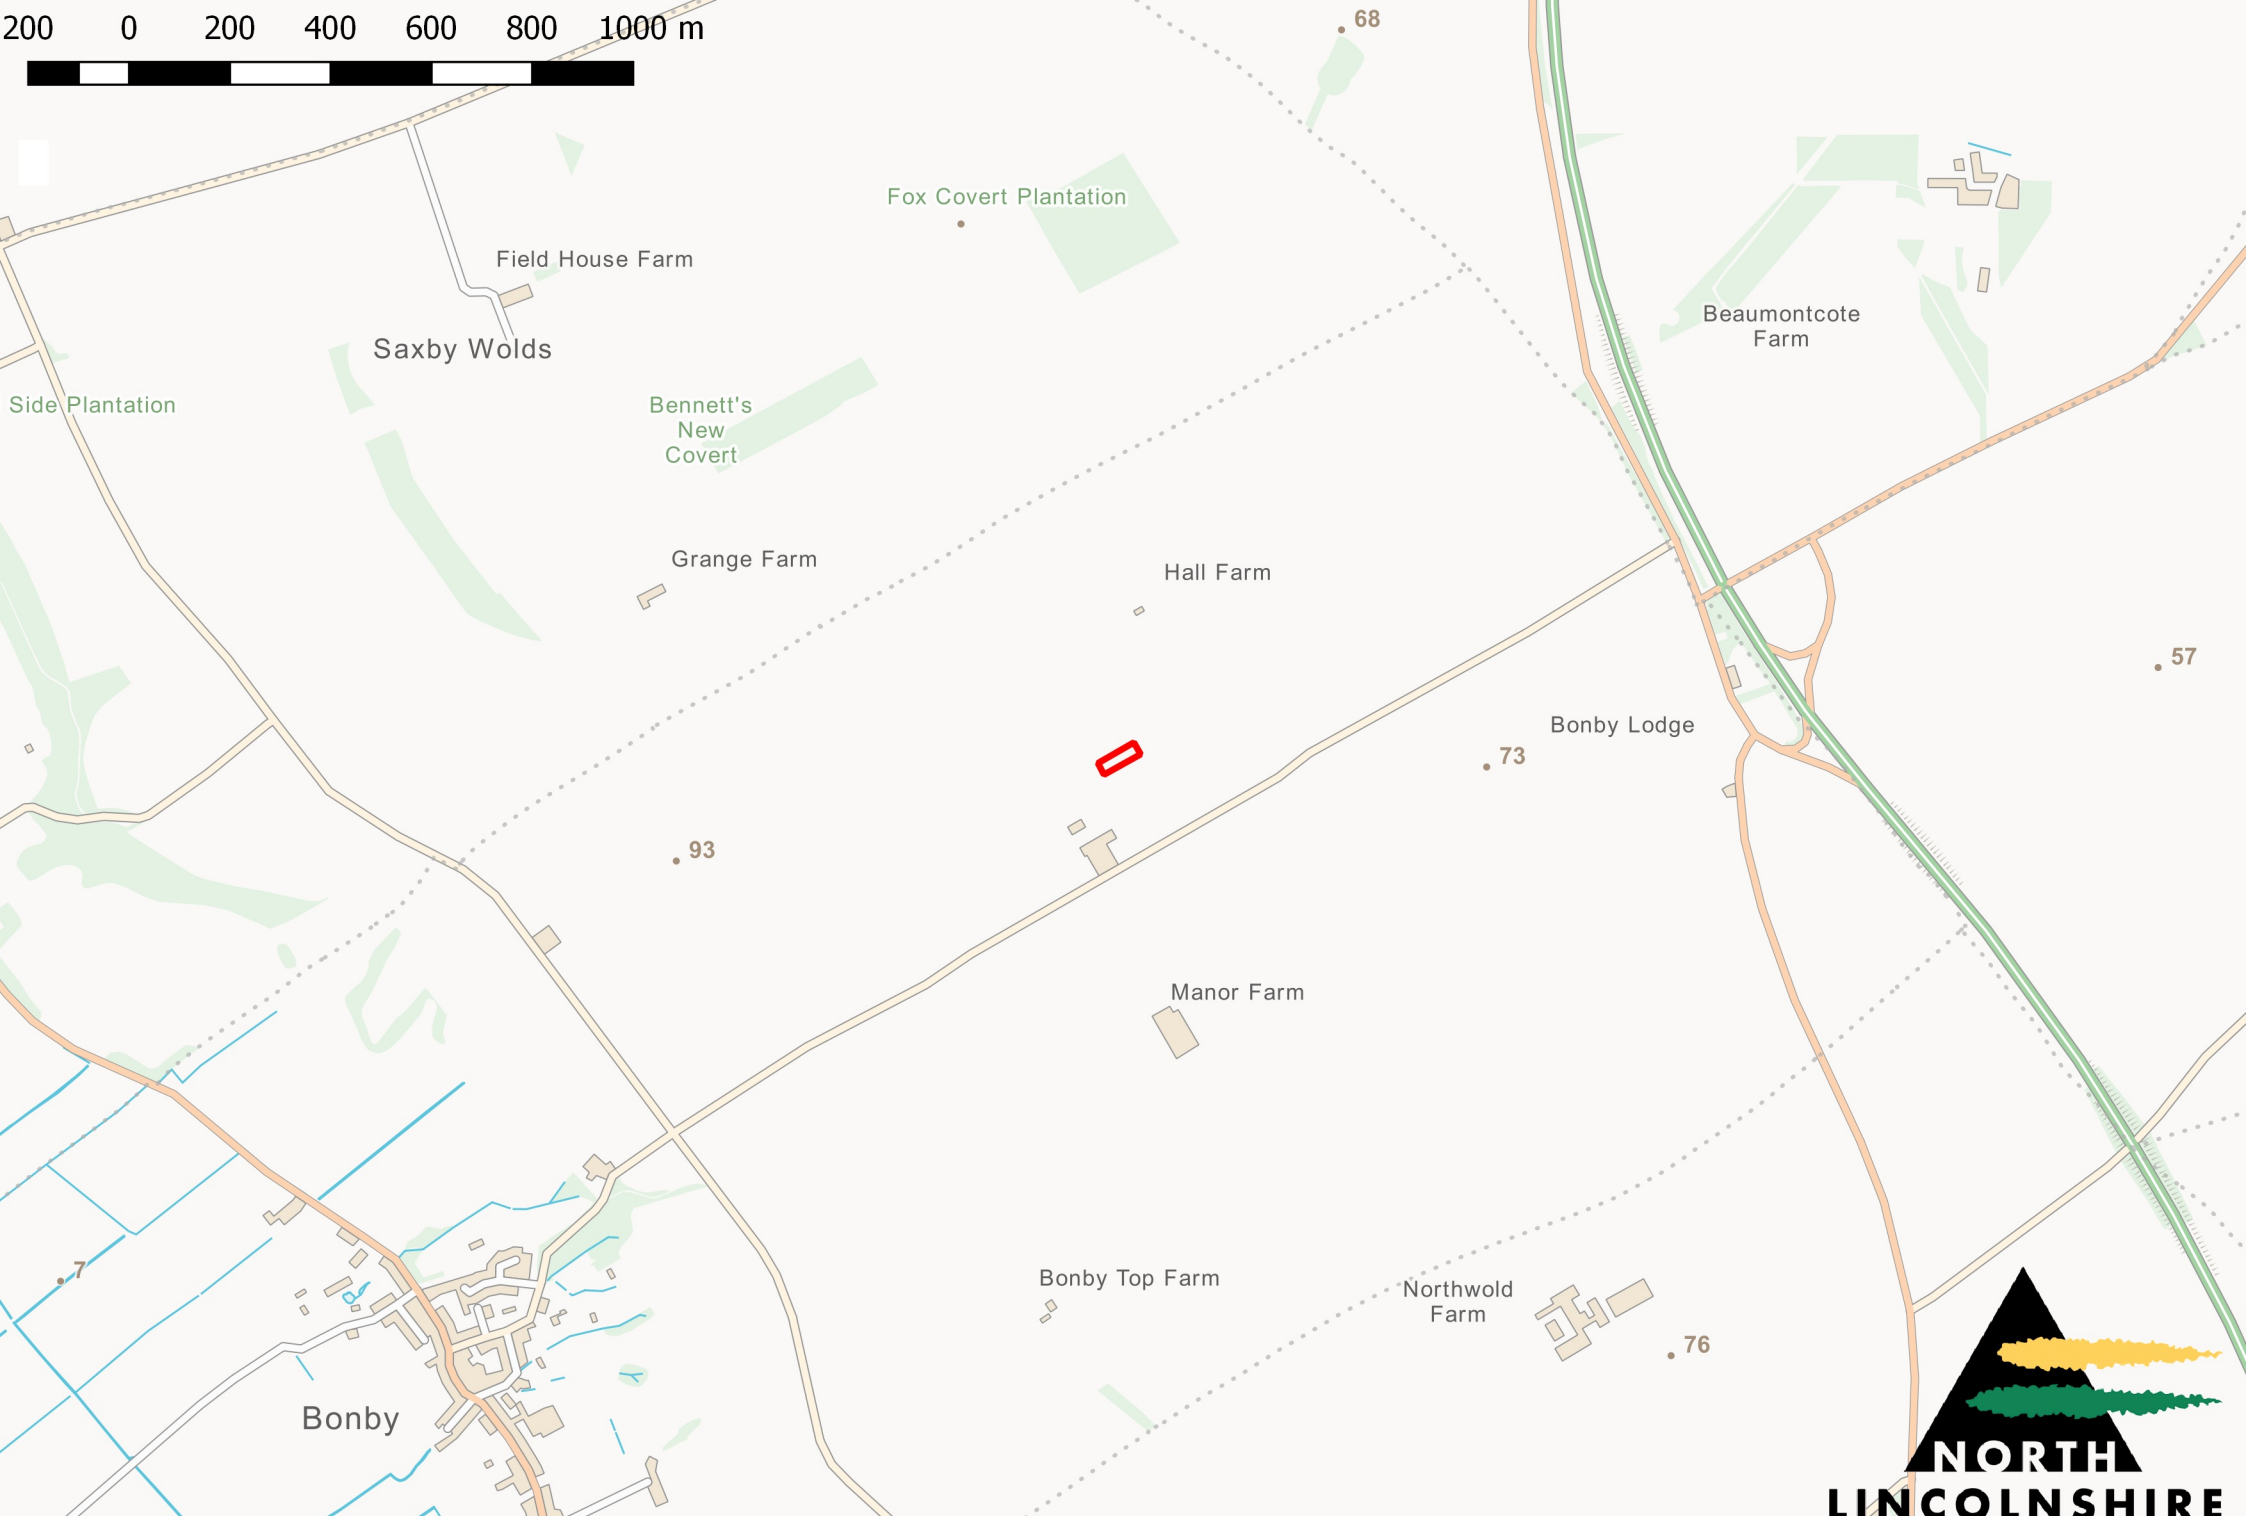 200 0 200 400 600 800 1000 m
68
Fox Covert Plantation
Field House Farm
Beaumontcote
Farm
Saxby Wolds
Side Plantation
Bennett's
New
Covert
Grange Farm
Hall Farm
57
Bonby Lodge
73
93
Manor Farm
7
Bonby Top Farm
Northwold
Farm
76
Bonby
NORTH
LINCOLNSHIRE